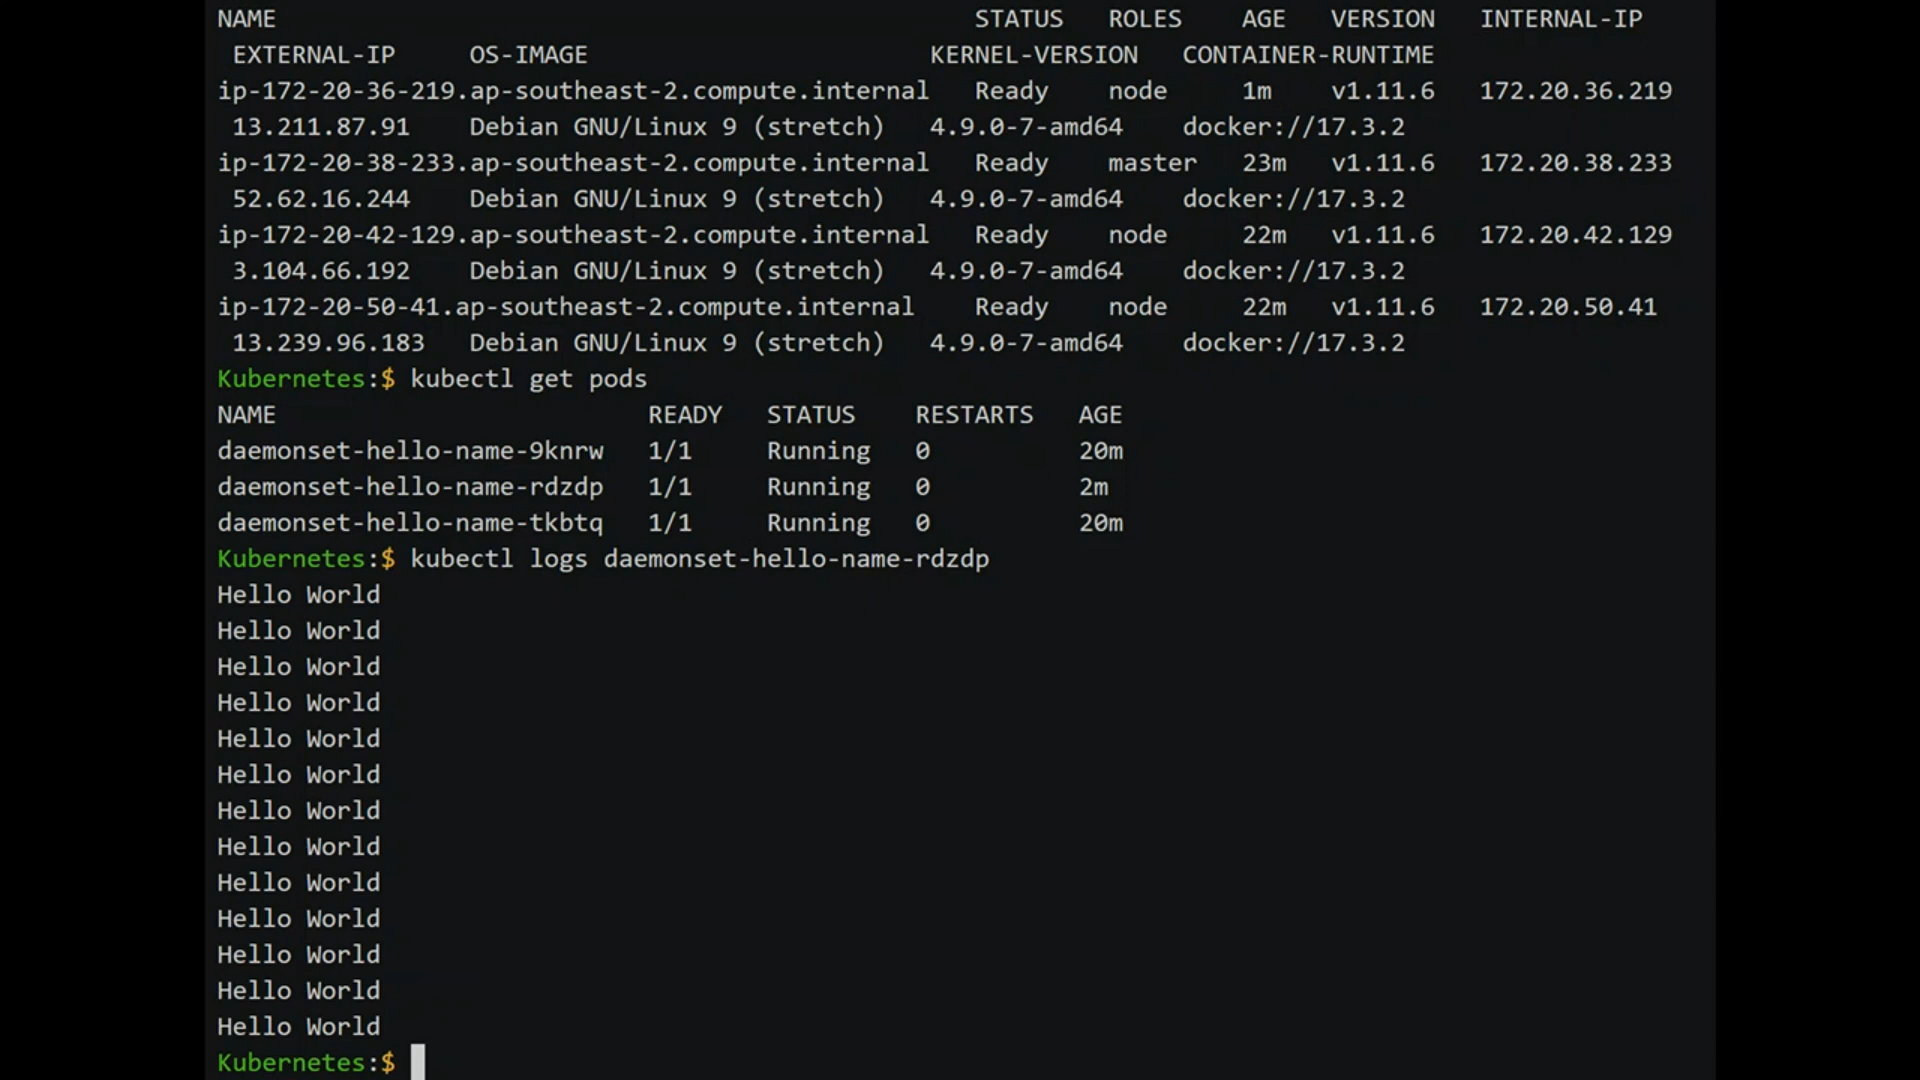 NAME STATUS ROLES AGE VERSION INTERNAL-IP
EXTERNAL-IP OS-IMAGE KERNEL-VERSION CONTAINER-RUNTIME
ip-172-20-36-219.ap-southeast-2.compute.internal Ready node 1m v1.11.6 172.20.36.219
13.211.87.91 Debian GNU/Linux 9 (stretch) 4.9.0-7-amd64 docker://17.3.2
ip-172-20-38-233.ap-southeast-2.compute.internal Ready master 23m v1.11.6 172.20.38.233
52.62.16.244 Debian GNU/Linux 9 (stretch) 4.9.0-7-amd64 docker://17.3.2
ip-172-20-42-129.ap-southeast-2.compute.internal Ready node 22m v1.11.6 172.20.42.129
3.104.66.192 Debian GNU/Linux 9 (stretch) 4.9.0-7-amd64 docker://17.3.2
ip-172-20-50-41.ap-southeast-2.compute.internal Ready node 22m v1.11.6 172.20.50.41
13.239.96.183 Debian GNU/Linux 9 (stretch) 4.9.0-7-amd64 docker://17.3.2
Kubernetes:$ kubectl get pods
NAME READY STATUS RESTARTS AGE
daemonset-hello-name-9knrw 1/1 Running 0 20m
daemonset-hello-name-rdzdp 1/1 Running 0 2m
daemonset-hello-name-tkbtq 1/1 Running 0 20m
Kubernetes:$ kubectl logs daemonset-hello-name-rdzdp
Hello World
Hello World
Hello World
Hello World
Hello World
Hello World
Hello World
Hello World
Hello World
Hello World
Hello World
Hello World
Hello World
Kubernetes:$